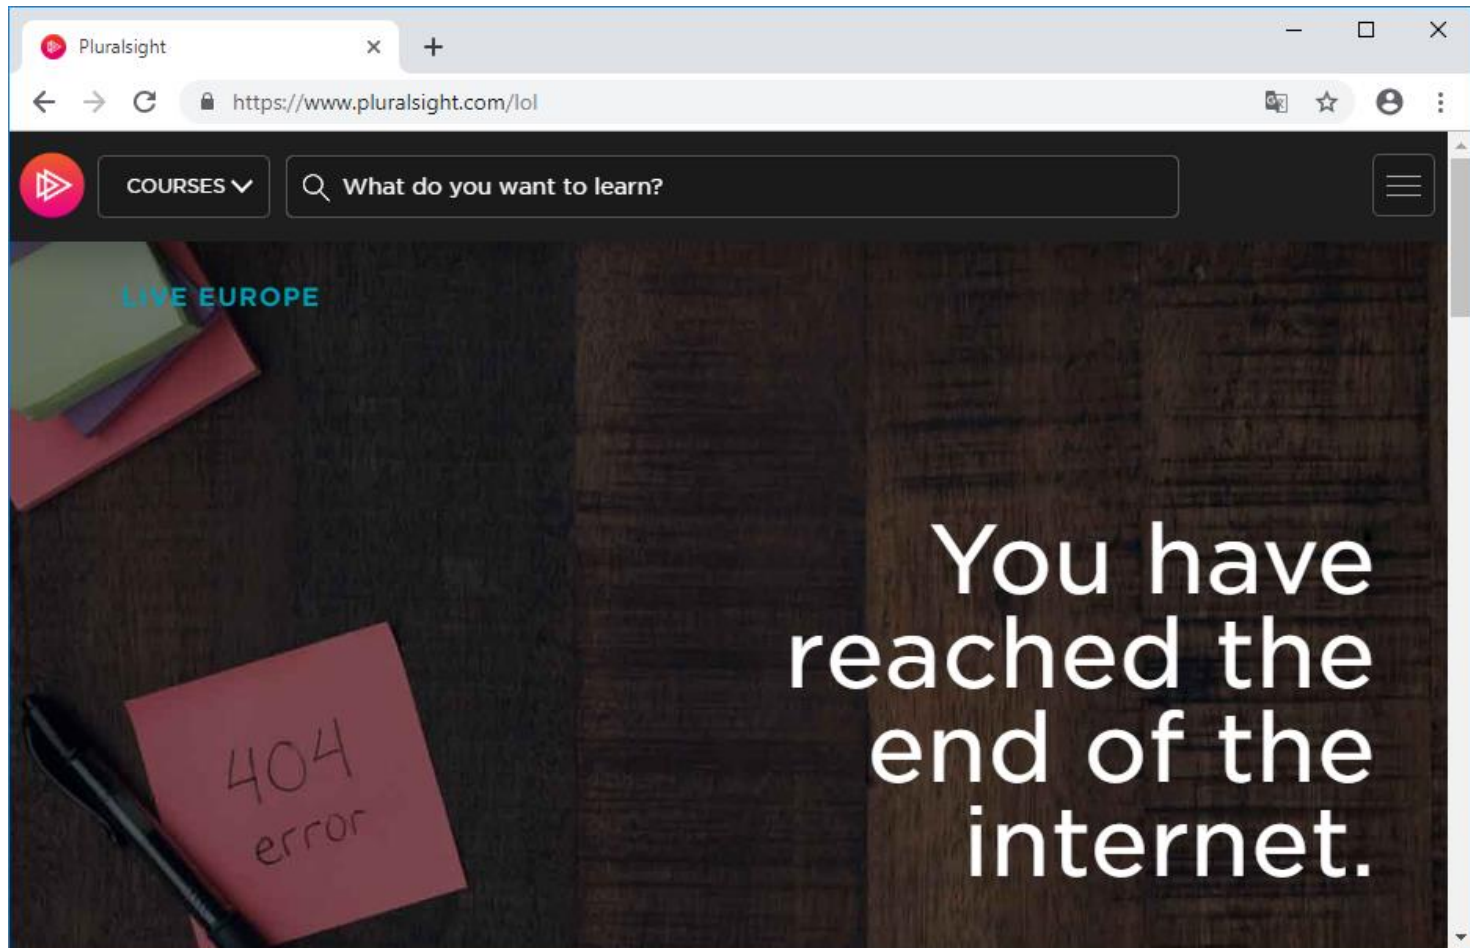 Pluralsight
https://www.pluralsight.com/lol
COURSES
What do you want to learn?
LIVE EUROPE
You have
reached the
end of the
internet.
404
error